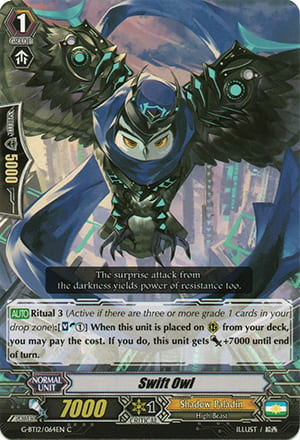 1
5000
The surprise attack from
the darkness yields power of resistance too.
AUTO Ritual 3 (Active if there are three or more grade 1 cards in your
drop zone):[①] When this unit is placed on from your deck,
you may pay the cost. If you do, this unit gets +7000 until end
of turn.
NORMAL
UNIT
Swift Owl
7000
1
CRITICAL
Shadow Paladin
High Beast
G-BT12/064EN C
ILLUST /